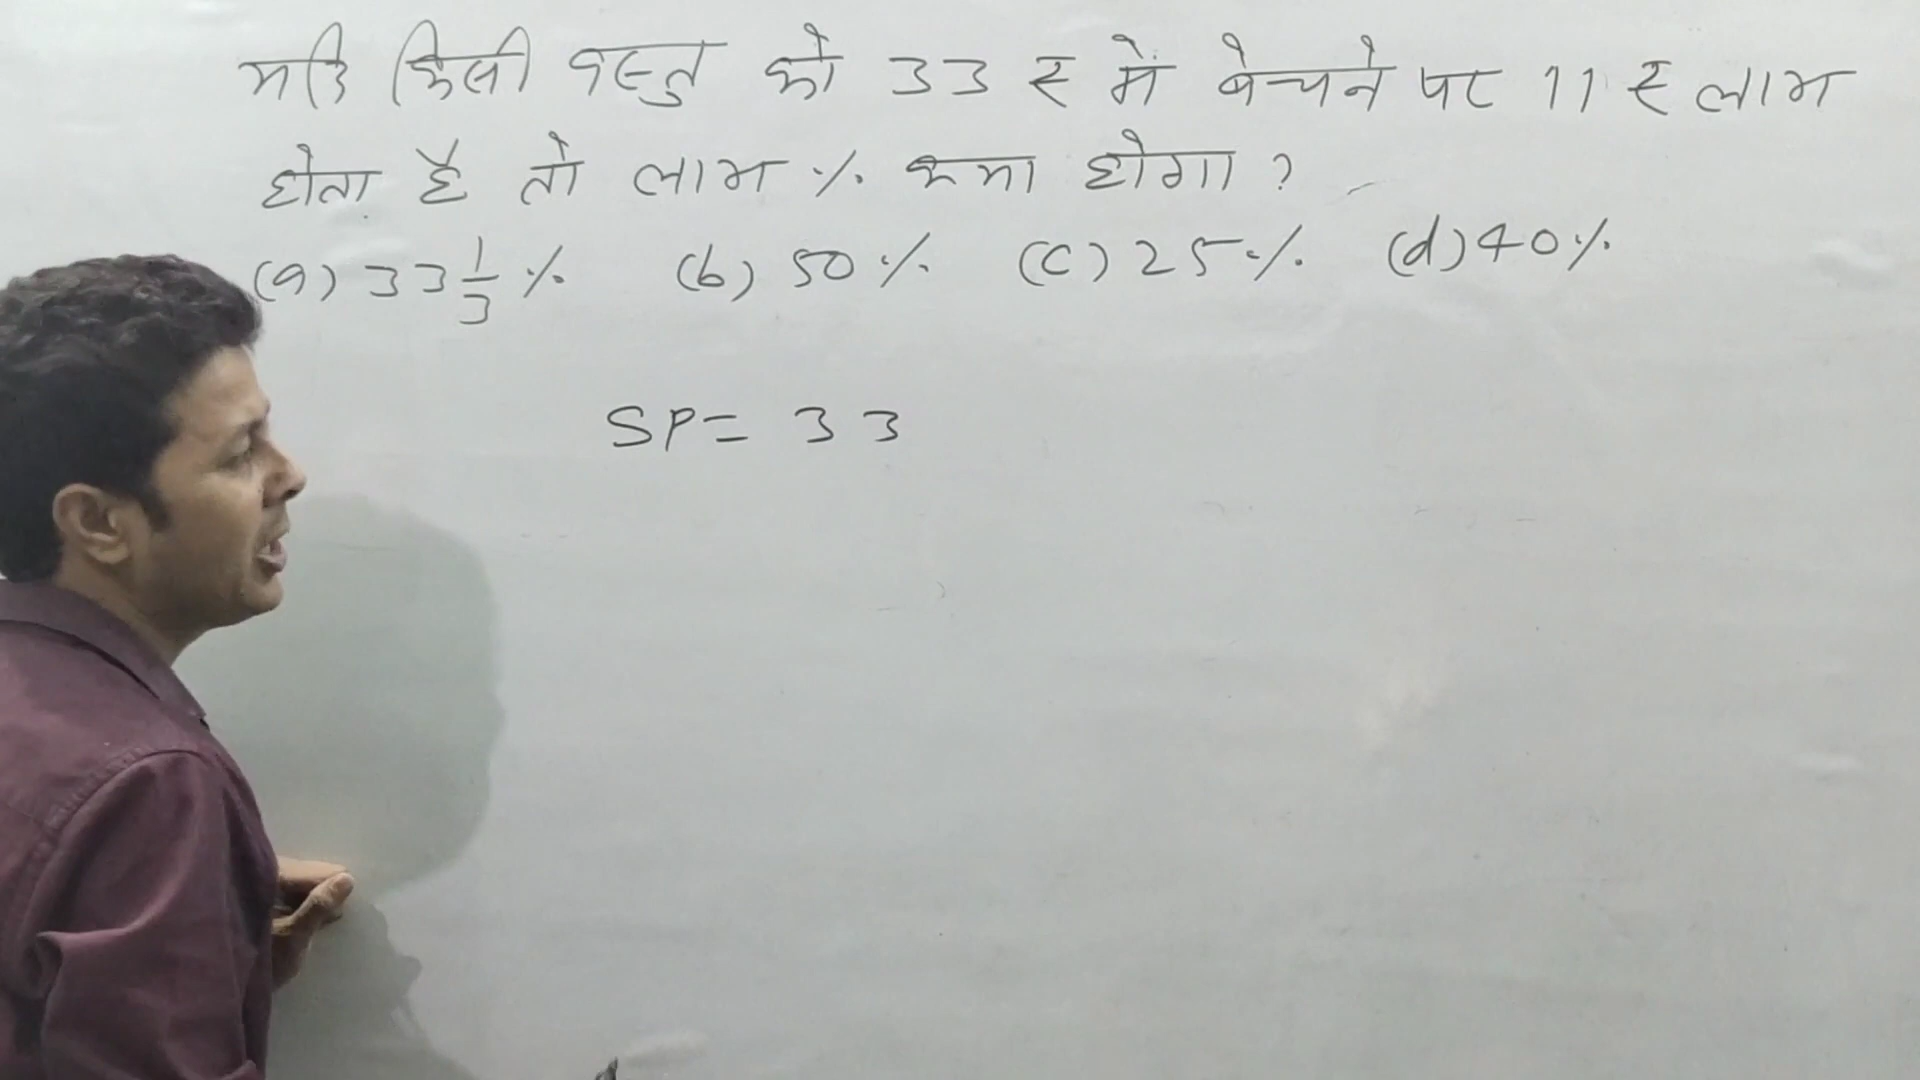 यदि किसी वस्तु को 33 ₹ में बेचने पर 11 ₹ लाभ
होता है तो लाभ % क्या होगा ?
(a) 33 1/3 % (b) 50 % (c) 25 % (d) 40 %
SP = 33